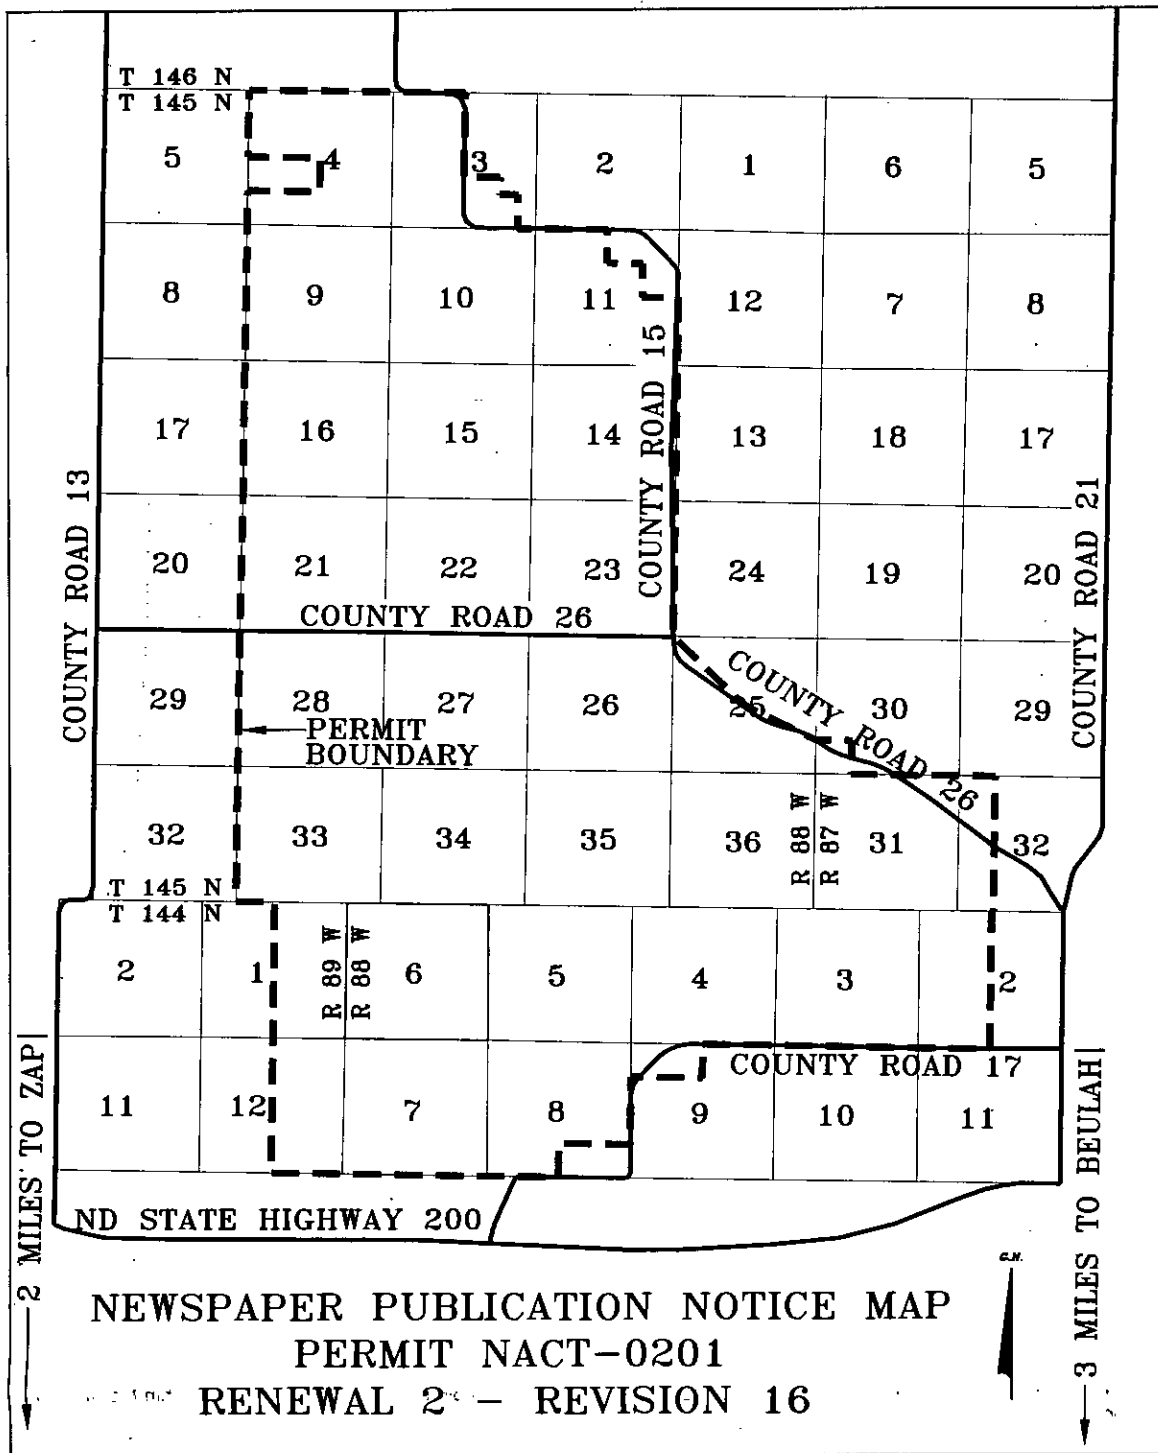 T 146 N
T 145 N
5 4 3 2 1 6 5
8 9 10 11 12 7 8
COUNTY ROAD 15
17 16 15 14 13 18 17
COUNTY ROAD 13
COUNTY ROAD 21
20 21 22 23 24 19 20
COUNTY ROAD 26
29 28 27 26 25 30 29
COUNTY ROAD 26
PERMIT
BOUNDARY
32 33 34 35 36 31 32
R 88 W
R 87 W
T 145 N
T 144 N
2 1 6 5 4 3 2
R 89 W
R 88 W
COUNTY ROAD 17
11 12 7 8 9 10 11
2 MILES TO ZAP
3 MILES TO BEULAH
ND STATE HIGHWAY 200
G.N.
NEWSPAPER PUBLICATION NOTICE MAP
PERMIT NACT-0201
RENEWAL 2 - REVISION 16